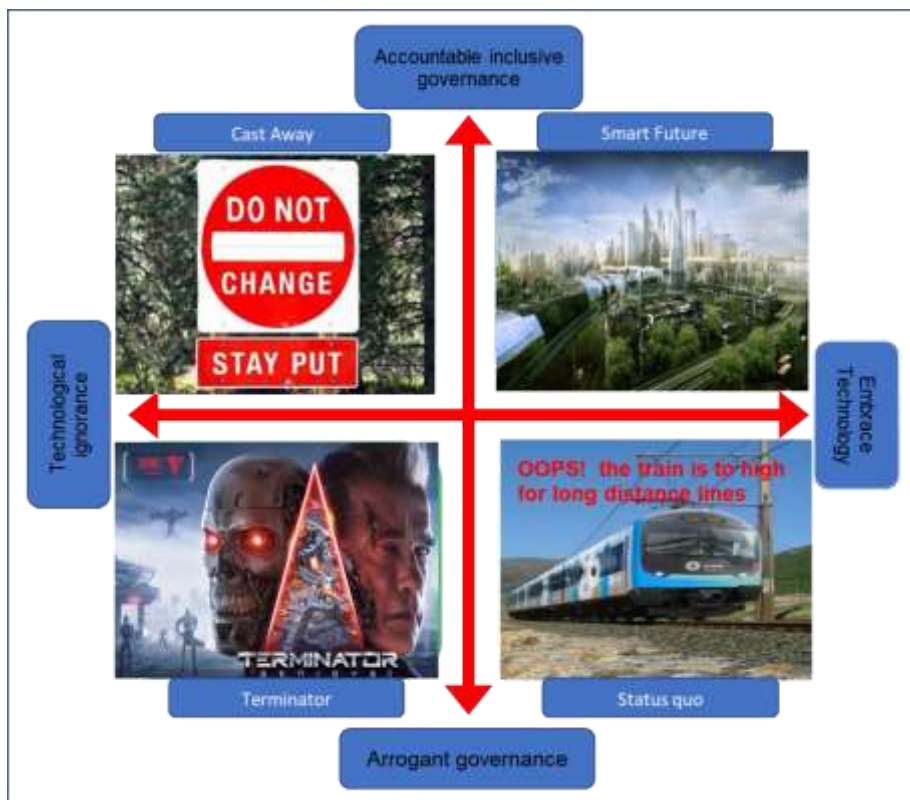 Accountable inclusive
governance
Cast Away
Smart Future
DO NOT
CHANGE
STAY PUT
Technological
ignorance
Embrace
Technology
OOPS! the train is to high
for long distance lines
TERMINATOR
Terminator
Status quo
Arrogant governance